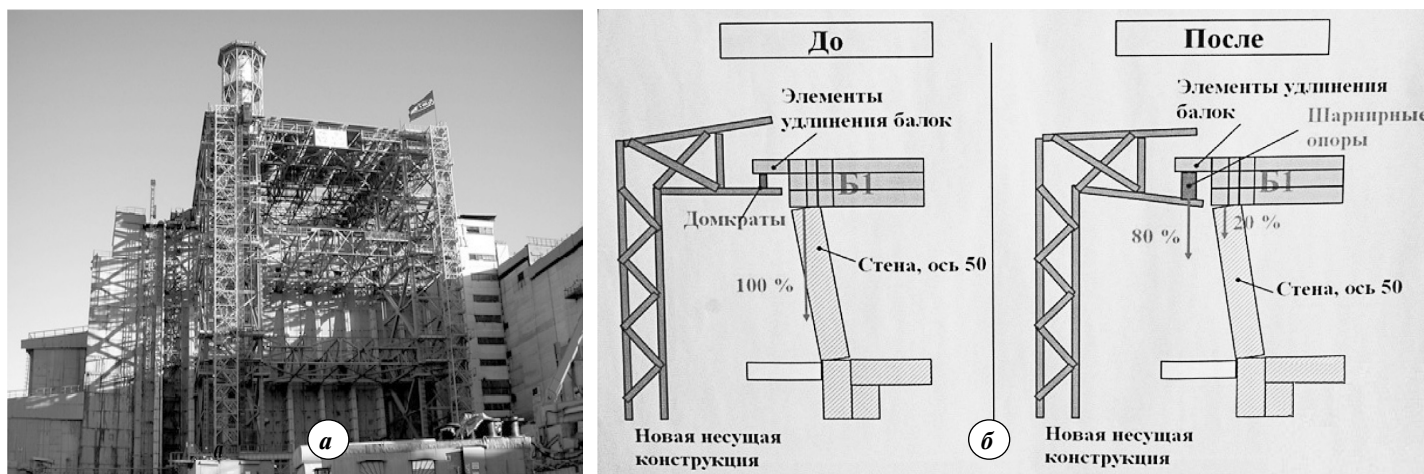 а
До
Элементы
удлинения балок
Б1
Домкраты
Стена, ось 50
100 %
Новая несущая
конструкция
б
После
Элементы удлинения
балок
Шарнирные
опоры
Б1
80 %
20 %
Стена, ось 50
Новая несущая
конструкция